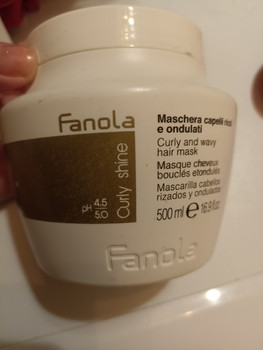 Fanola
Curly shine
pH 4.5
5.0
Maschera capelli ricci
e ondulati
Curly and wavy
hair mask
Masque cheveux
bouclés et ondulés
Mascarilla cabellos
rizados y ondulados
500 ml e 16.9 fl.oz
Fanola